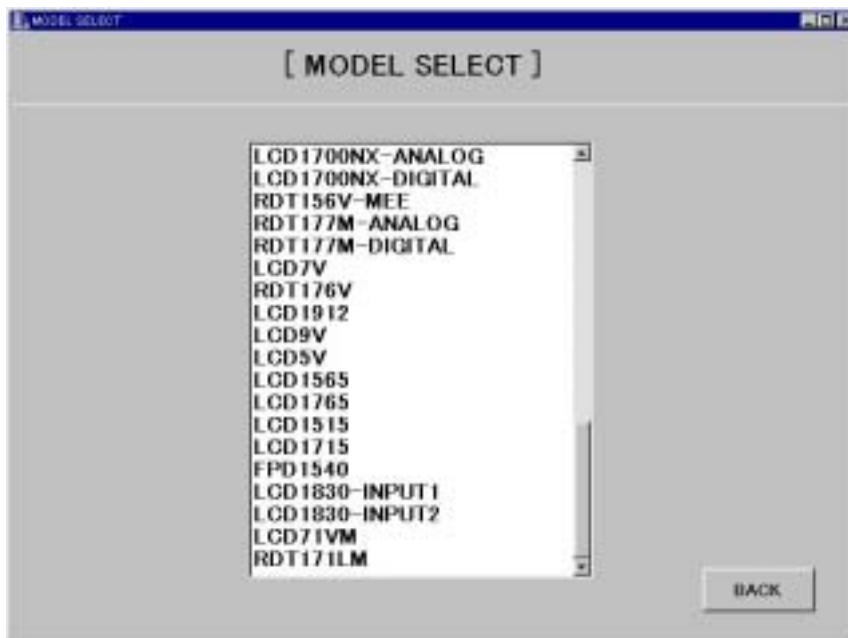 MODEL SELECT
[ MODEL SELECT ]
LCD1700NX-ANALOG
LCD1700NX-DIGITAL
RDT156V-MEE
RDT177M-ANALOG
RDT177M-DIGITAL
LCD7V
RDT176V
LCD1912
LCD9V
LCD5V
LCD1565
LCD1765
LCD1515
LCD1715
FPD1540
LCD1830-INPUT1
LCD1830-INPUT2
LCD71VM
RDT171LM
BACK